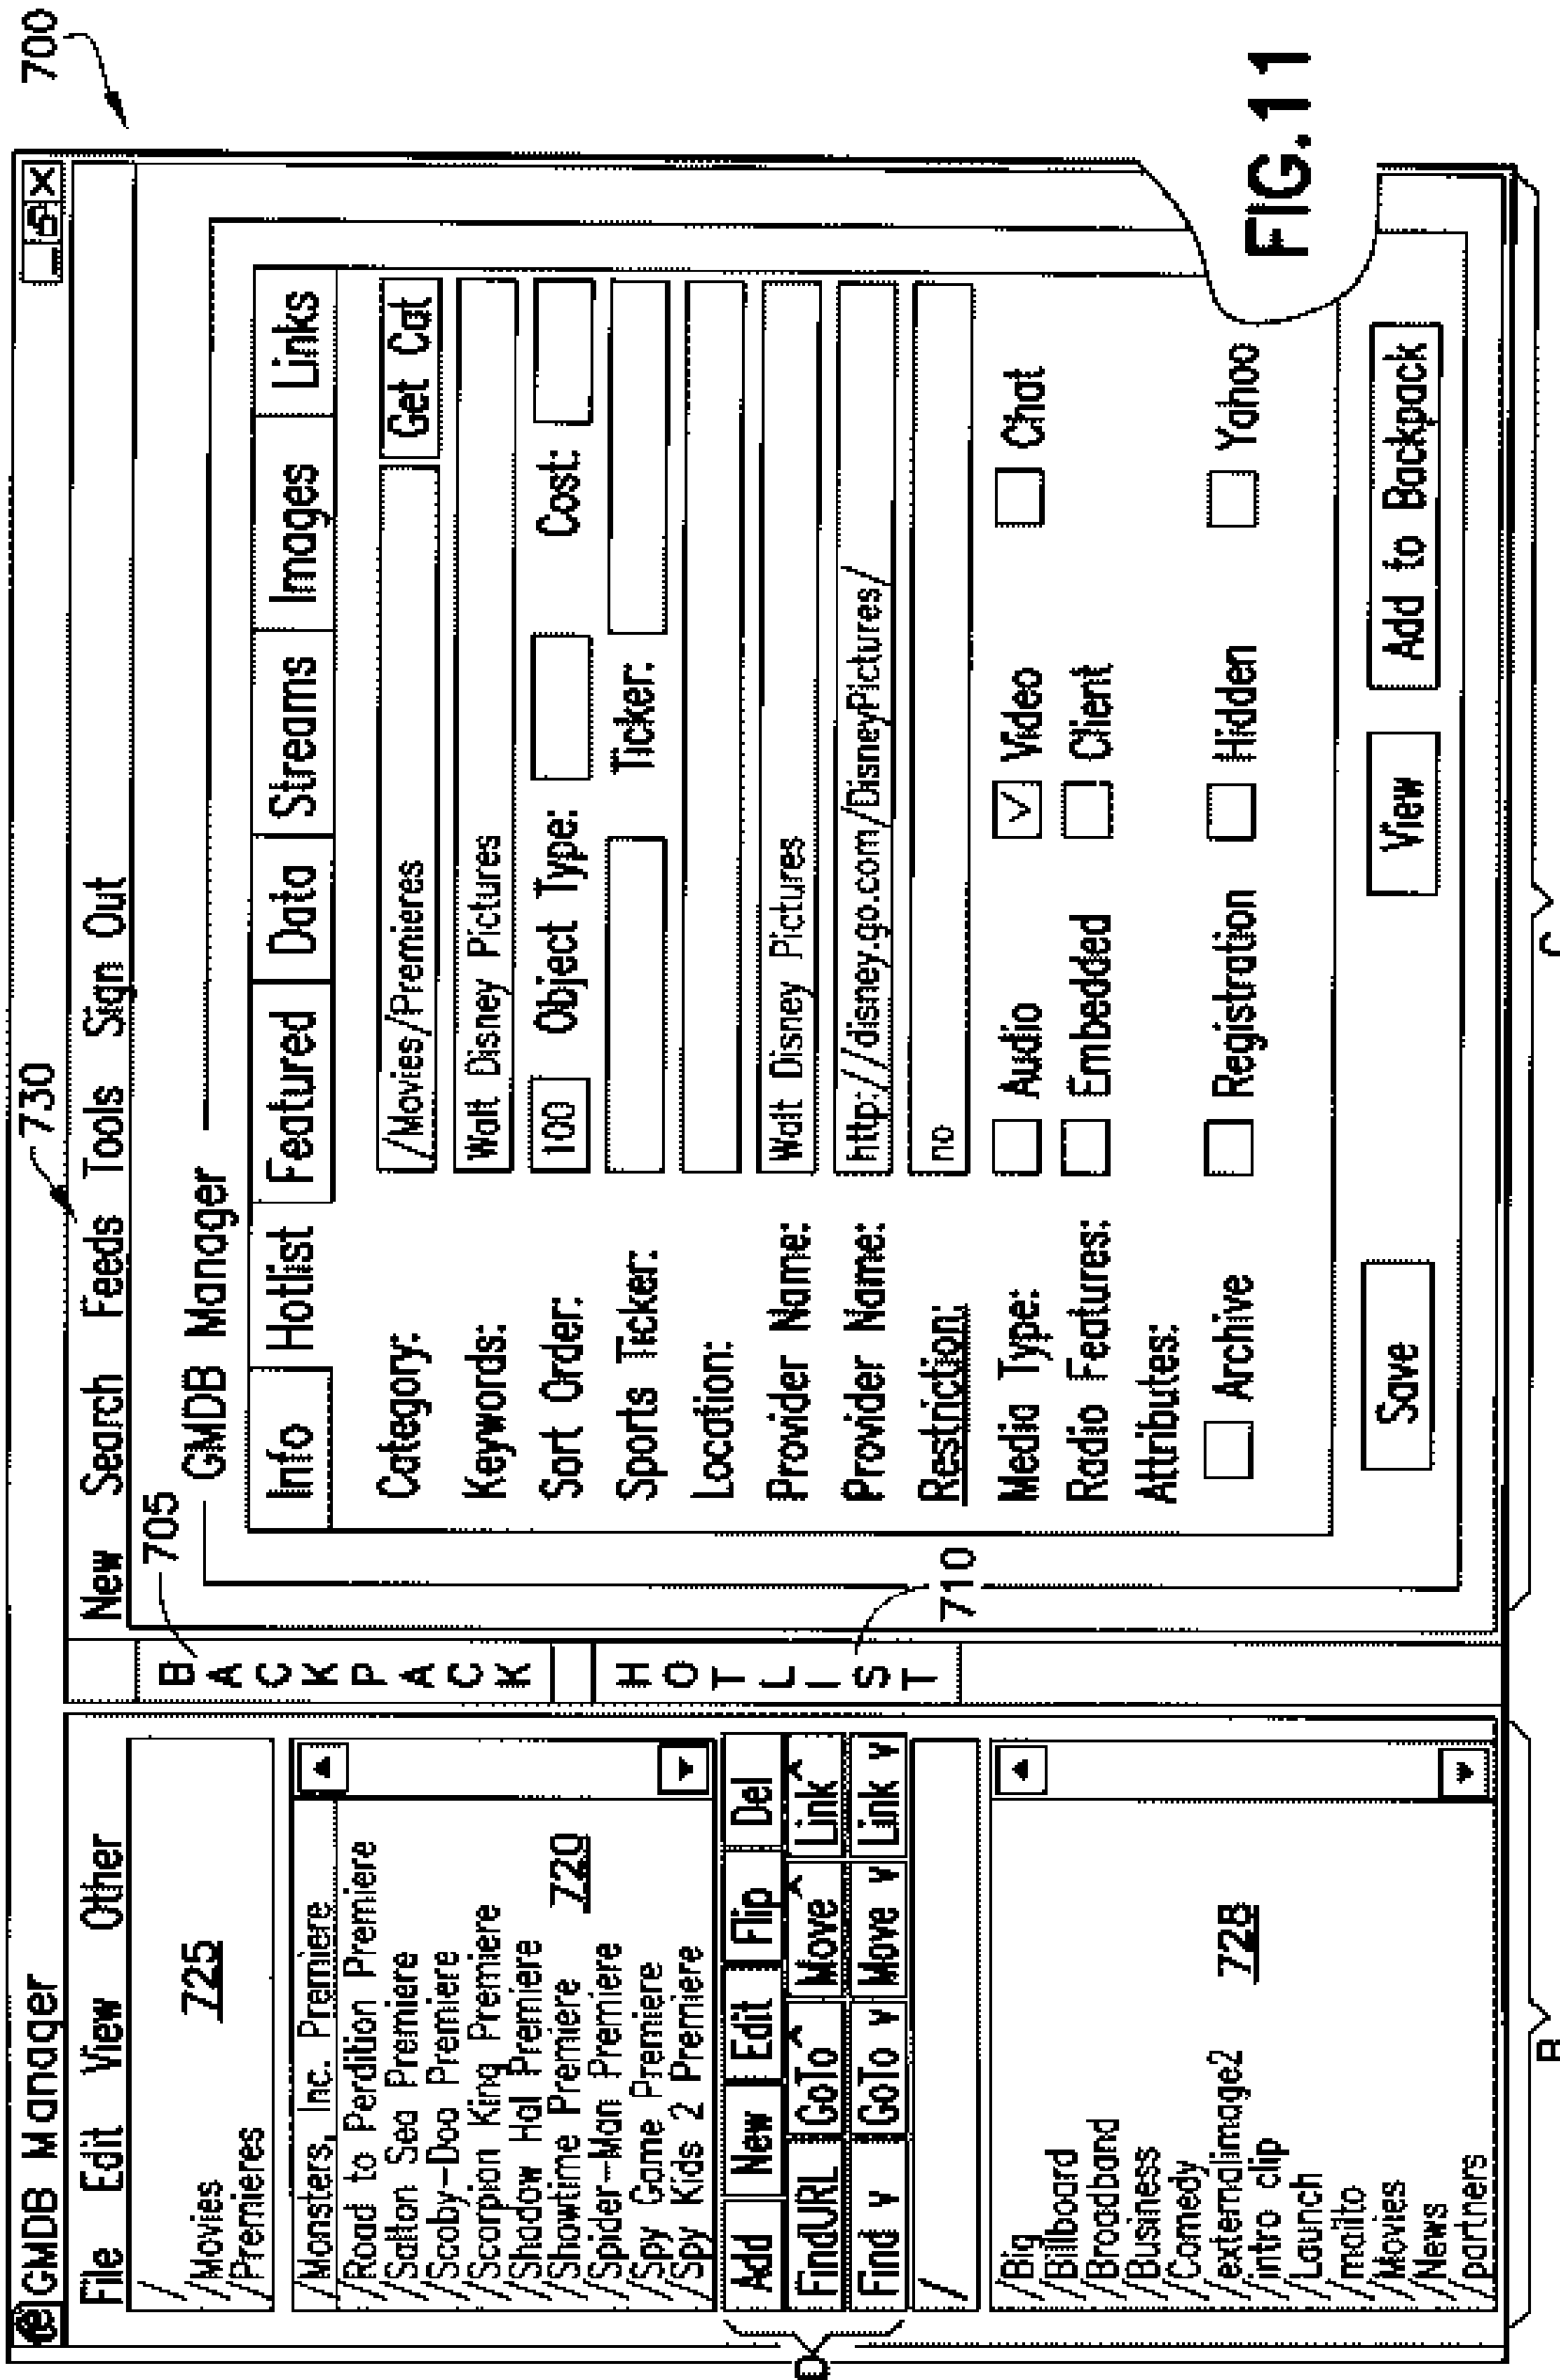 700
GMDB Manager
File Edit View Other
725
/
/Movies
/Premieres
/Monsters, Inc. Premiere
/Road to Perdition Premiere
/Salton Sea Premiere
/Scoby-Doo Premiere
/Scorpion King Premiere
/Shadow Hal Premiere
/Showtime Premiere
/Spider-Man Premiere
/Spy Game Premiere
/Spy Kids 2 Premiere
720
Add New Edit Flip Del
FindURL GoTo ^ Move ^ Link ^
Find v GoTo v Move v Link v
D
/
/Big
/Billboard
/Broadband
/Business
/Comedy
/externalimage2
/intro clip
/Launch
/mailto
/Movies
/News
/partners
728
B
BACKPACK
705
HOTLIST
710
730
New Search Feeds Tools Sign Out
GMDB Manager
Info Hotlist Featured Data Streams Images Links
Category: /Movies/Premieres Get Cat
Keywords: Walt Disney Pictures
Sort Order: 100 Object Type: Cost:
Sports Ticker: Ticker:
Location:
Provider Name: Walt Disney Pictures
Provider Name: http://disney.go.com/DisneyPictures/
Restriction: no
Media Type: Audio Video Chat
Radio Features: Embedded Client
Attributes:
Archive Registration Hidden Yahoo
Save View Add to Backpack
C
FIG.11